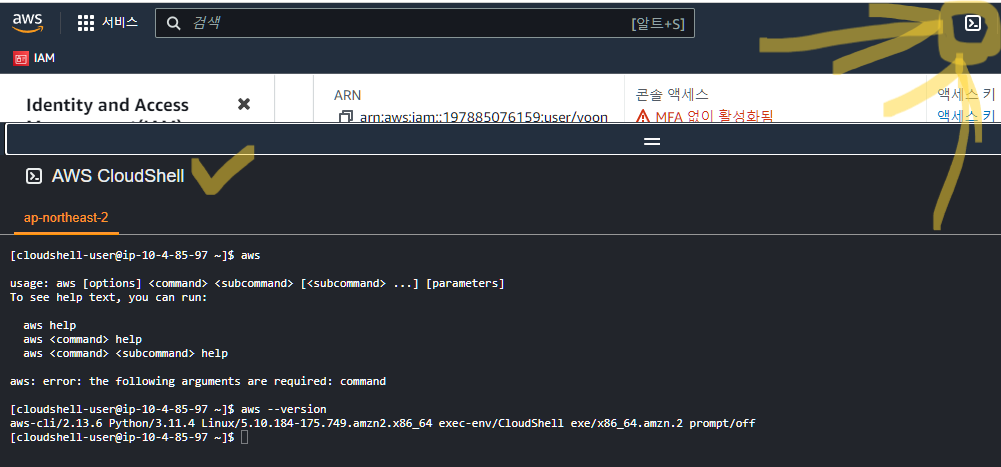 aws 서비스 검색 [알트+S]
IAM
Identity and Access
ARN
arn:aws:iam::197885076159:user/yoon
콘솔 액세스
MFA 없이 활성화됨
액세스 키
액세스 키
AWS CloudShell
ap-northeast-2
[cloudshell-user@ip-10-4-85-97 ~]$ aws
usage: aws [options] <command> <subcommand> [<subcommand> ...] [parameters]
To see help text, you can run:
aws help
aws <command> help
aws <command> <subcommand> help
aws: error: the following arguments are required: command
[cloudshell-user@ip-10-4-85-97 ~]$ aws --version
aws-cli/2.13.6 Python/3.11.4 Linux/5.10.184-175.749.amzn2.x86_64 exec-env/CloudShell exe/x86_64.amzn.2 prompt/off
[cloudshell-user@ip-10-4-85-97 ~]$